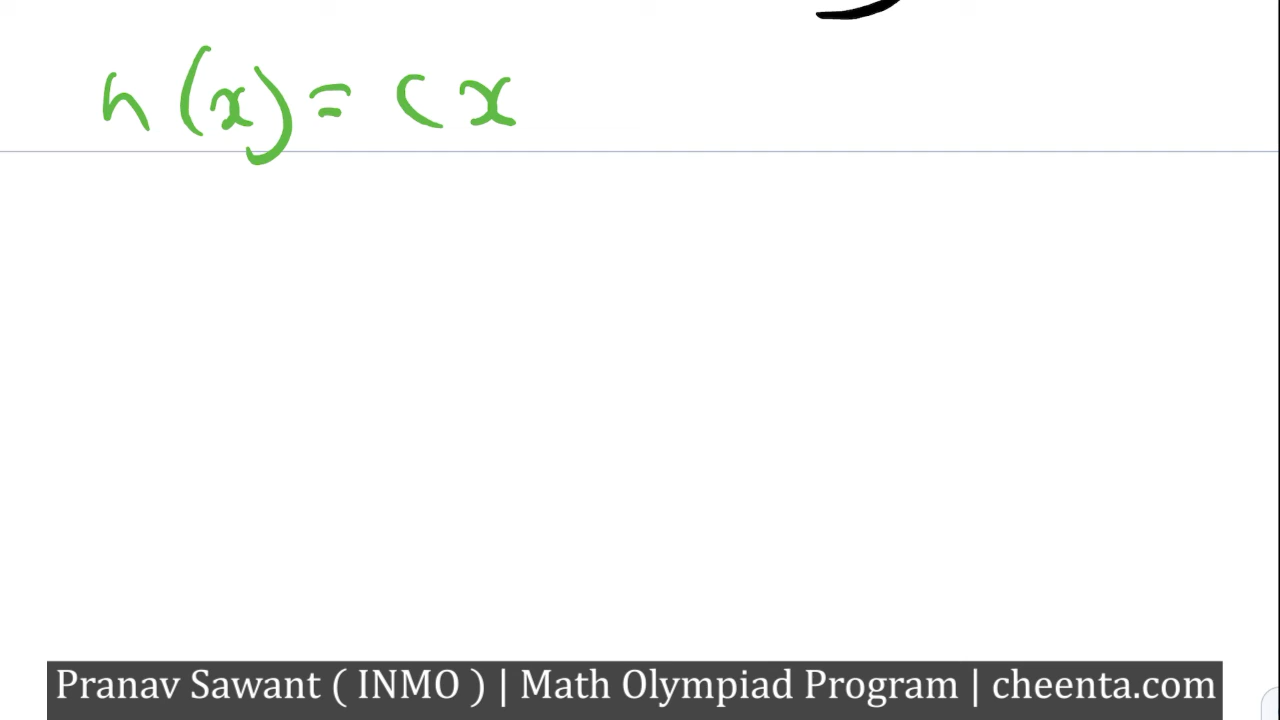 h(x) = cx
Pranav Sawant ( INMO ) | Math Olympiad Program | cheenta.com